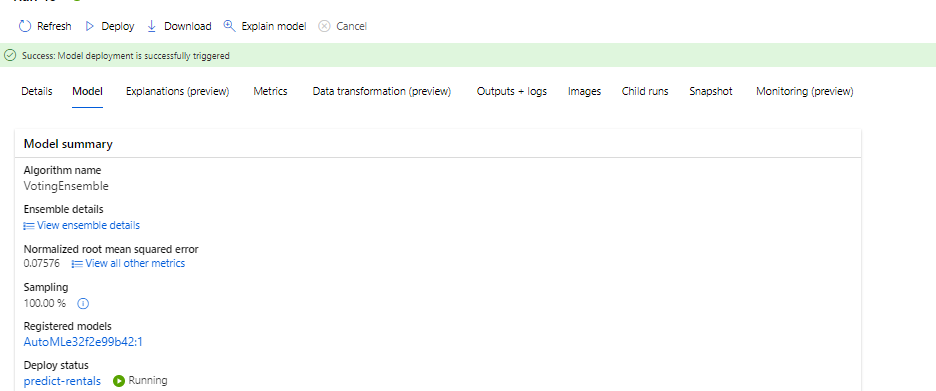 Refresh Deploy Download Explain model Cancel
Success: Model deployment is successfully triggered
Details Model Explanations (preview) Metrics Data transformation (preview) Outputs + logs Images Child runs Snapshot Monitoring (preview)
Model summary
Algorithm name
VotingEnsemble
Ensemble details
View ensemble details
Normalized root mean squared error
0.07576 View all other metrics
Sampling
100.00 %
Registered models
AutoMLe32f2e99b42:1
Deploy status
predict-rentals Running